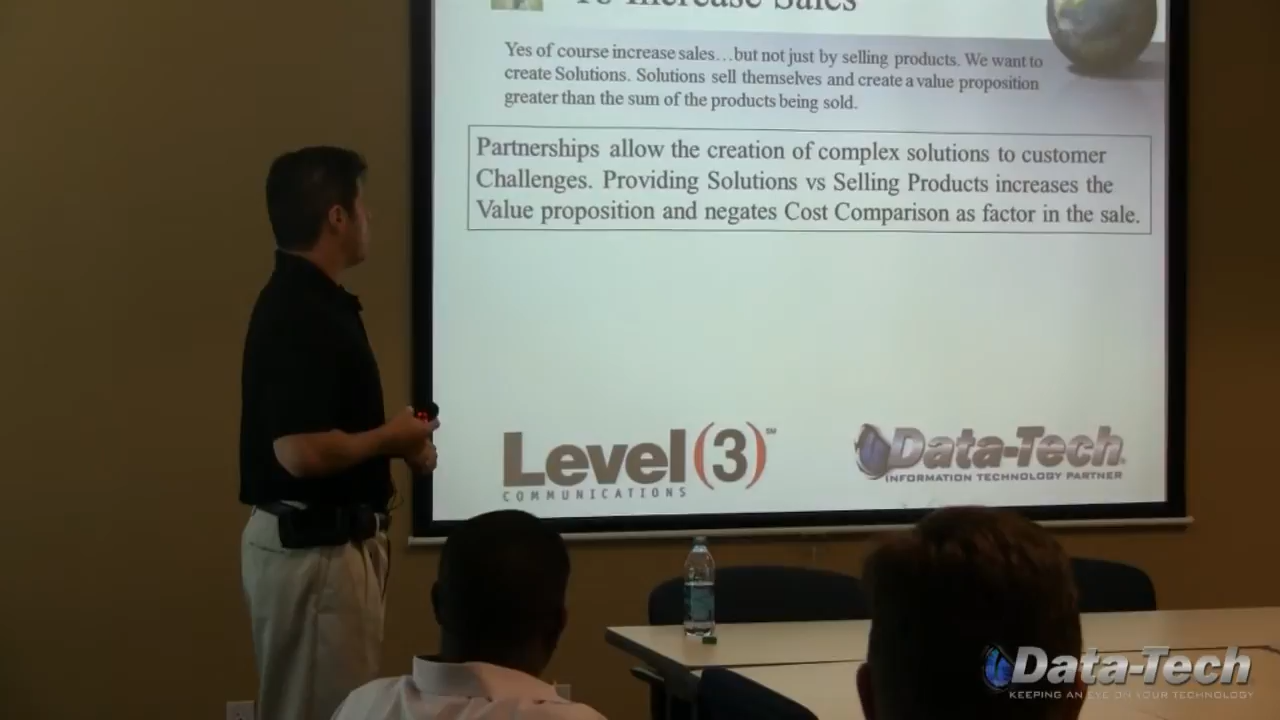 To Increase Sales
Yes of course increase sales…but not just by selling products. We want to
create Solutions. Solutions sell themselves and create a value proposition
greater than the sum of the products being sold.
Partnerships allow the creation of complex solutions to customer
Challenges. Providing Solutions vs Selling Products increases the
Value proposition and negates Cost Comparison as factor in the sale.
Level(3)℠
COMMUNICATIONS
Data-Tech
INFORMATION TECHNOLOGY PARTNER
Data-Tech
KEEPING AN EYE ON YOUR TECHNOLOGY